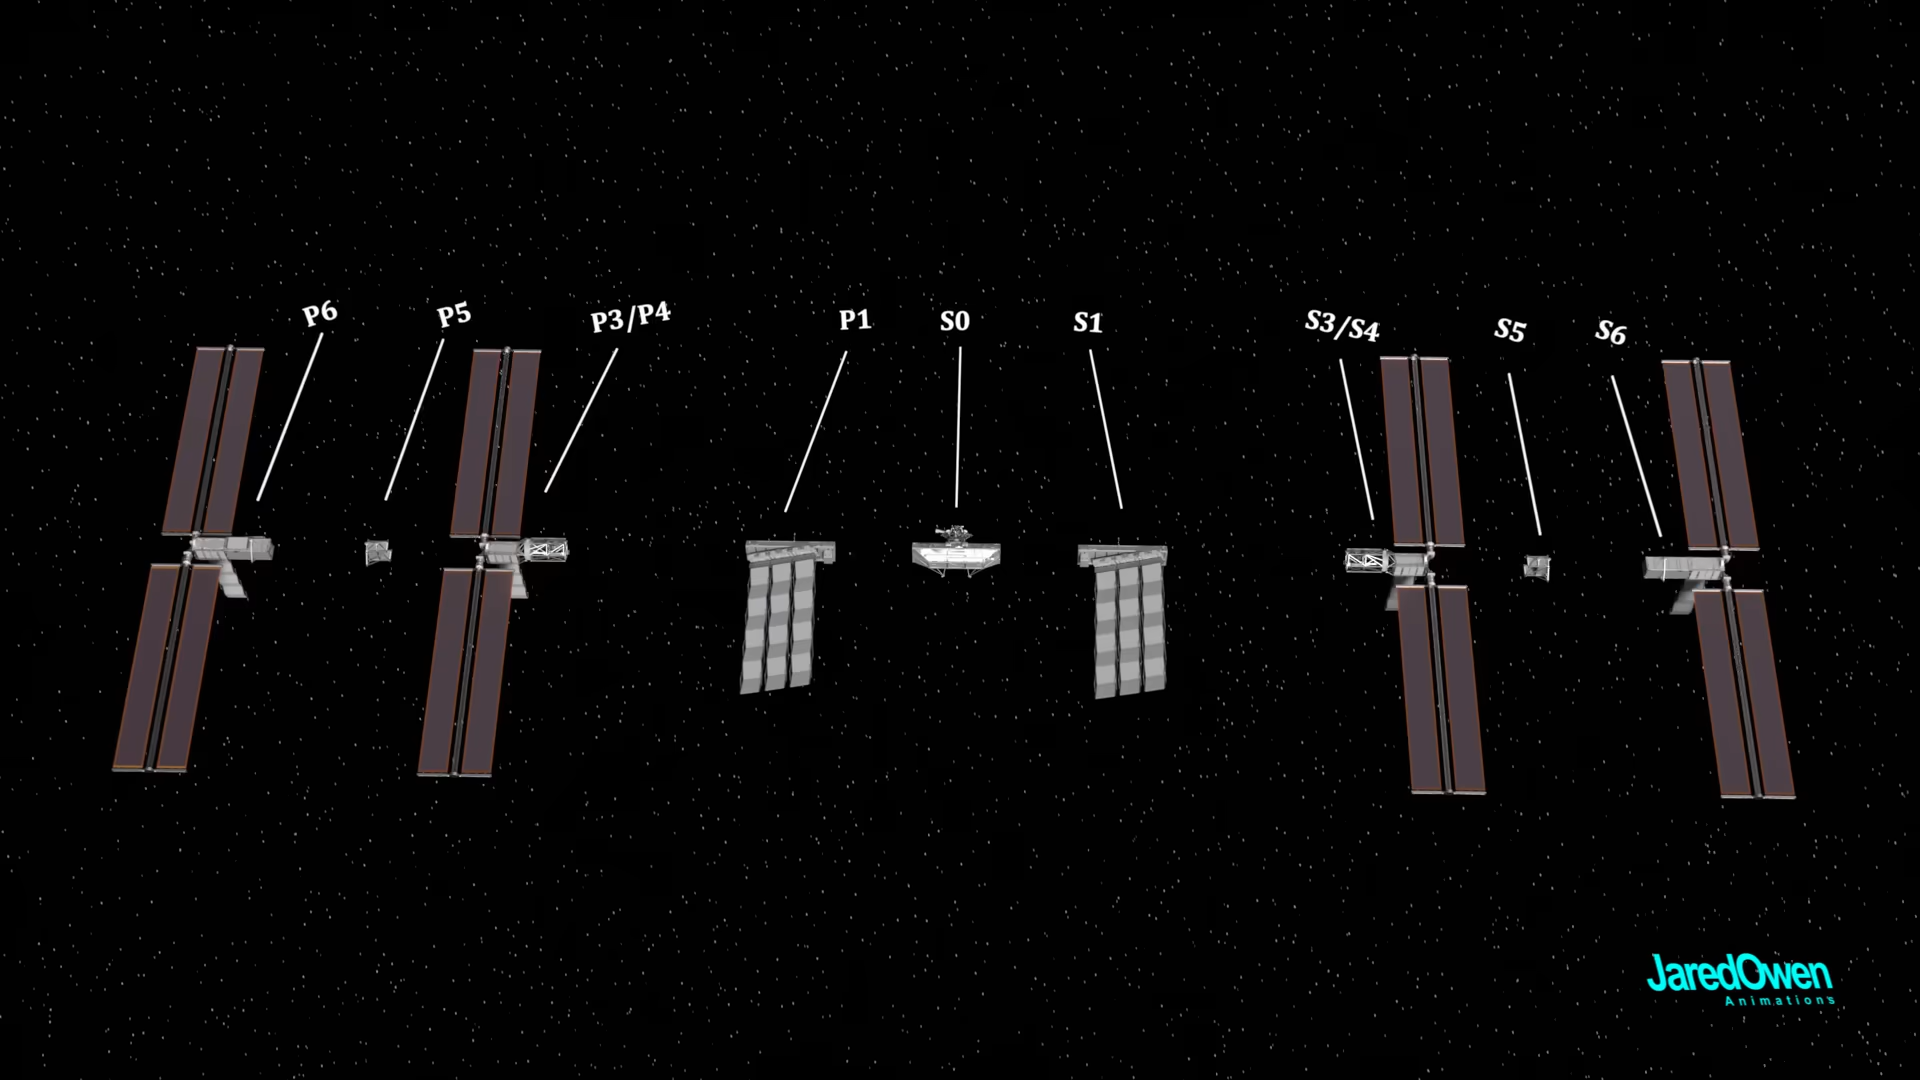 P6
P5
P3/P4
P1
S0
S1
S3/S4
S5
S6
JaredOwen
Animations